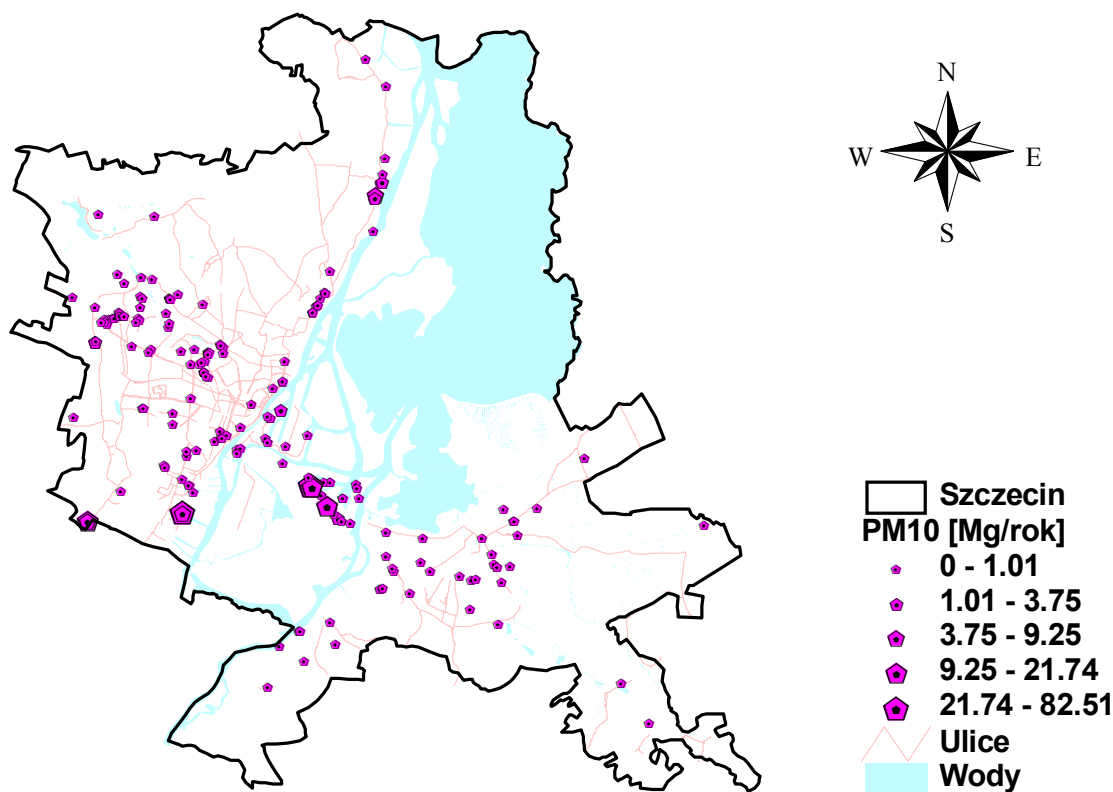 N
W
E
S
Szczecin
PM10 [Mg/rok]
0 - 1.01
1.01 - 3.75
3.75 - 9.25
9.25 - 21.74
21.74 - 82.51
Ulice
Wody